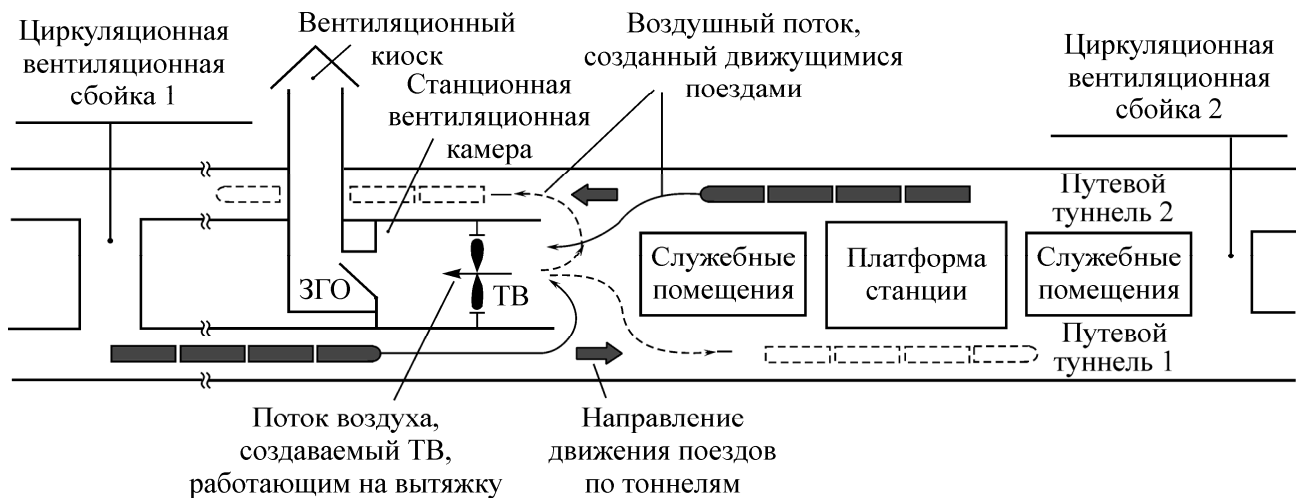 Циркуляционная
вентиляционная
сбойка 1
Вентиляционный
киоск
Станционная
вентиляционная
камера
Воздушный поток,
созданный движущимися
поездами
Циркуляционная
вентиляционная
сбойка 2
Путевой
туннель 2
ЗГО
ТВ
Служебные
помещения
Платформа
станции
Служебные
помещения
Путевой
туннель 1
Поток воздуха,
создаваемый ТВ,
работающим на вытяжку
Направление
движения поездов
по тоннелям